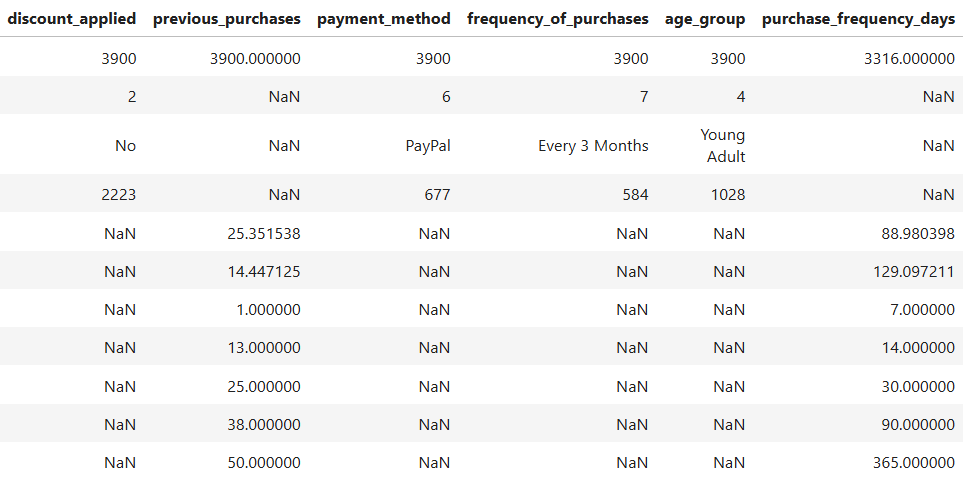 discount_applied previous_purchases payment_method frequency_of_purchases age_group purchase_frequency_days
3900 3900.000000 3900 3900 3900 3316.000000
2 NaN 6 7 4 NaN
No NaN PayPal Every 3 Months Young Adult NaN
2223 NaN 677 584 1028 NaN
NaN 25.351538 NaN NaN NaN 88.980398
NaN 14.447125 NaN NaN NaN 129.097211
NaN 1.000000 NaN NaN NaN 7.000000
NaN 13.000000 NaN NaN NaN 14.000000
NaN 25.000000 NaN NaN NaN 30.000000
NaN 38.000000 NaN NaN NaN 90.000000
NaN 50.000000 NaN NaN NaN 365.000000